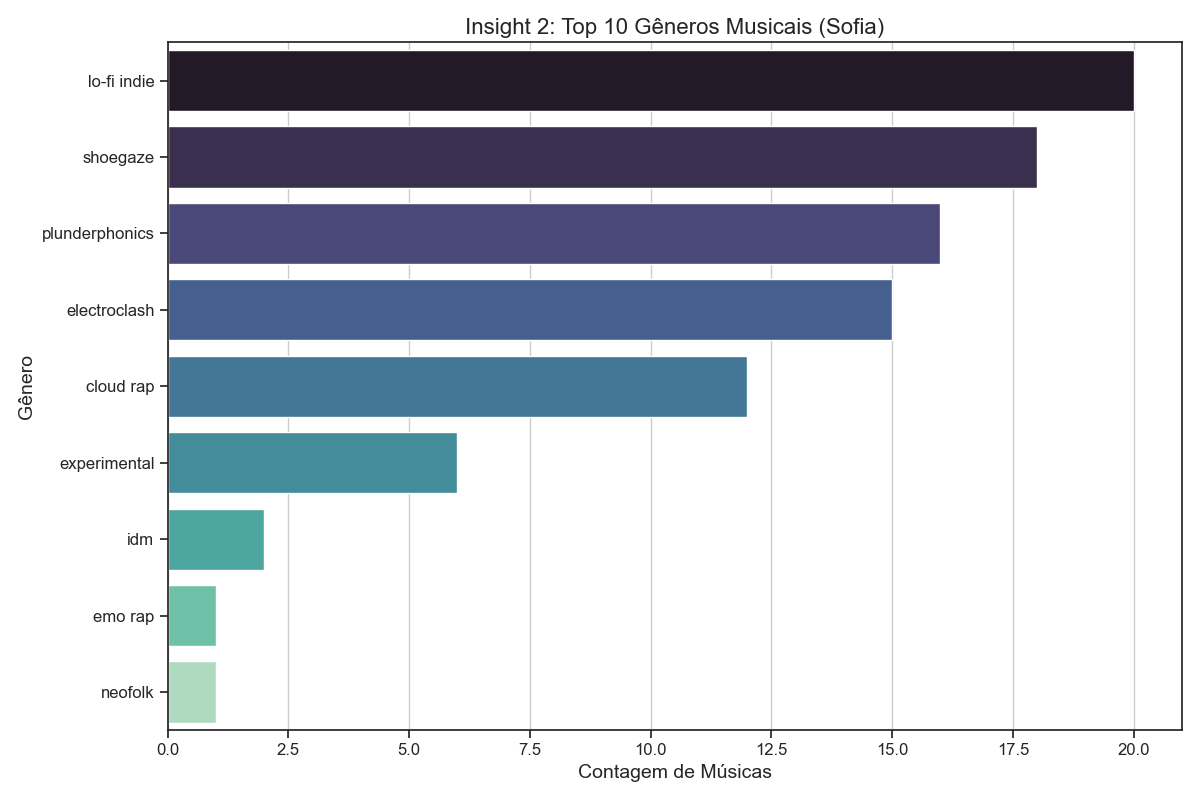 Insight 2: Top 10 Gêneros Musicais (Sofia)
Gênero
lo-fi indie
shoegaze
plunderphonics
electroclash
cloud rap
experimental
idm
emo rap
neofolk
0.0 2.5 5.0 7.5 10.0 12.5 15.0 17.5 20.0
Contagem de Músicas